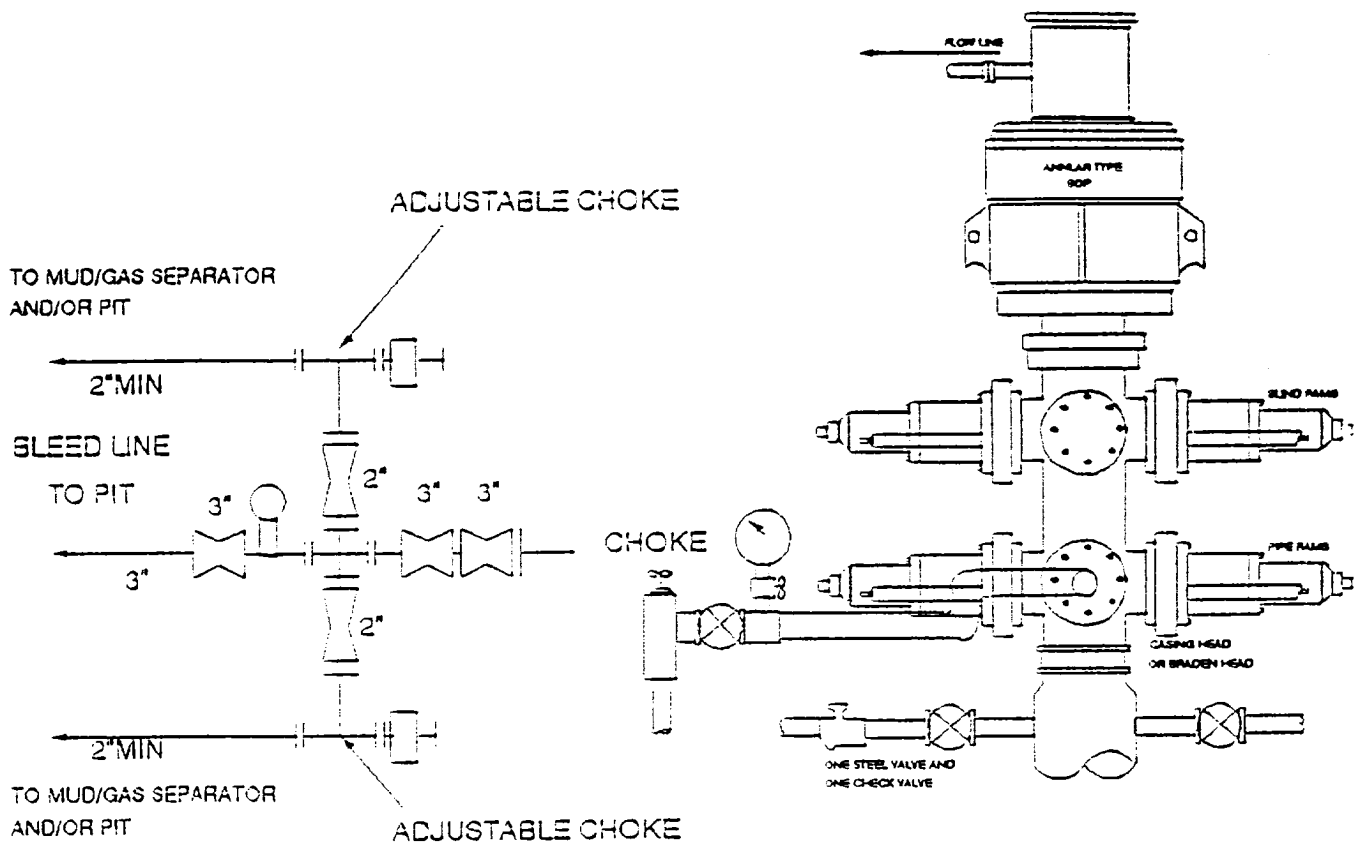 FLOW LINE
ANNULAR TYPE
BOP
ADJUSTABLE CHOKE
TO MUD/GAS SEPARATOR
AND/OR PIT
2"MIN
BLEED LINE
TO PIT
2"
3"
3"
3"
3"
2"
CHOKE
BLIND RAMS
PIPE RAMS
CASING HEAD
OR BRADEN HEAD
ONE STEEL VALVE AND
ONE CHECK VALVE
2"MIN
TO MUD/GAS SEPARATOR
AND/OR PIT
ADJUSTABLE CHOKE